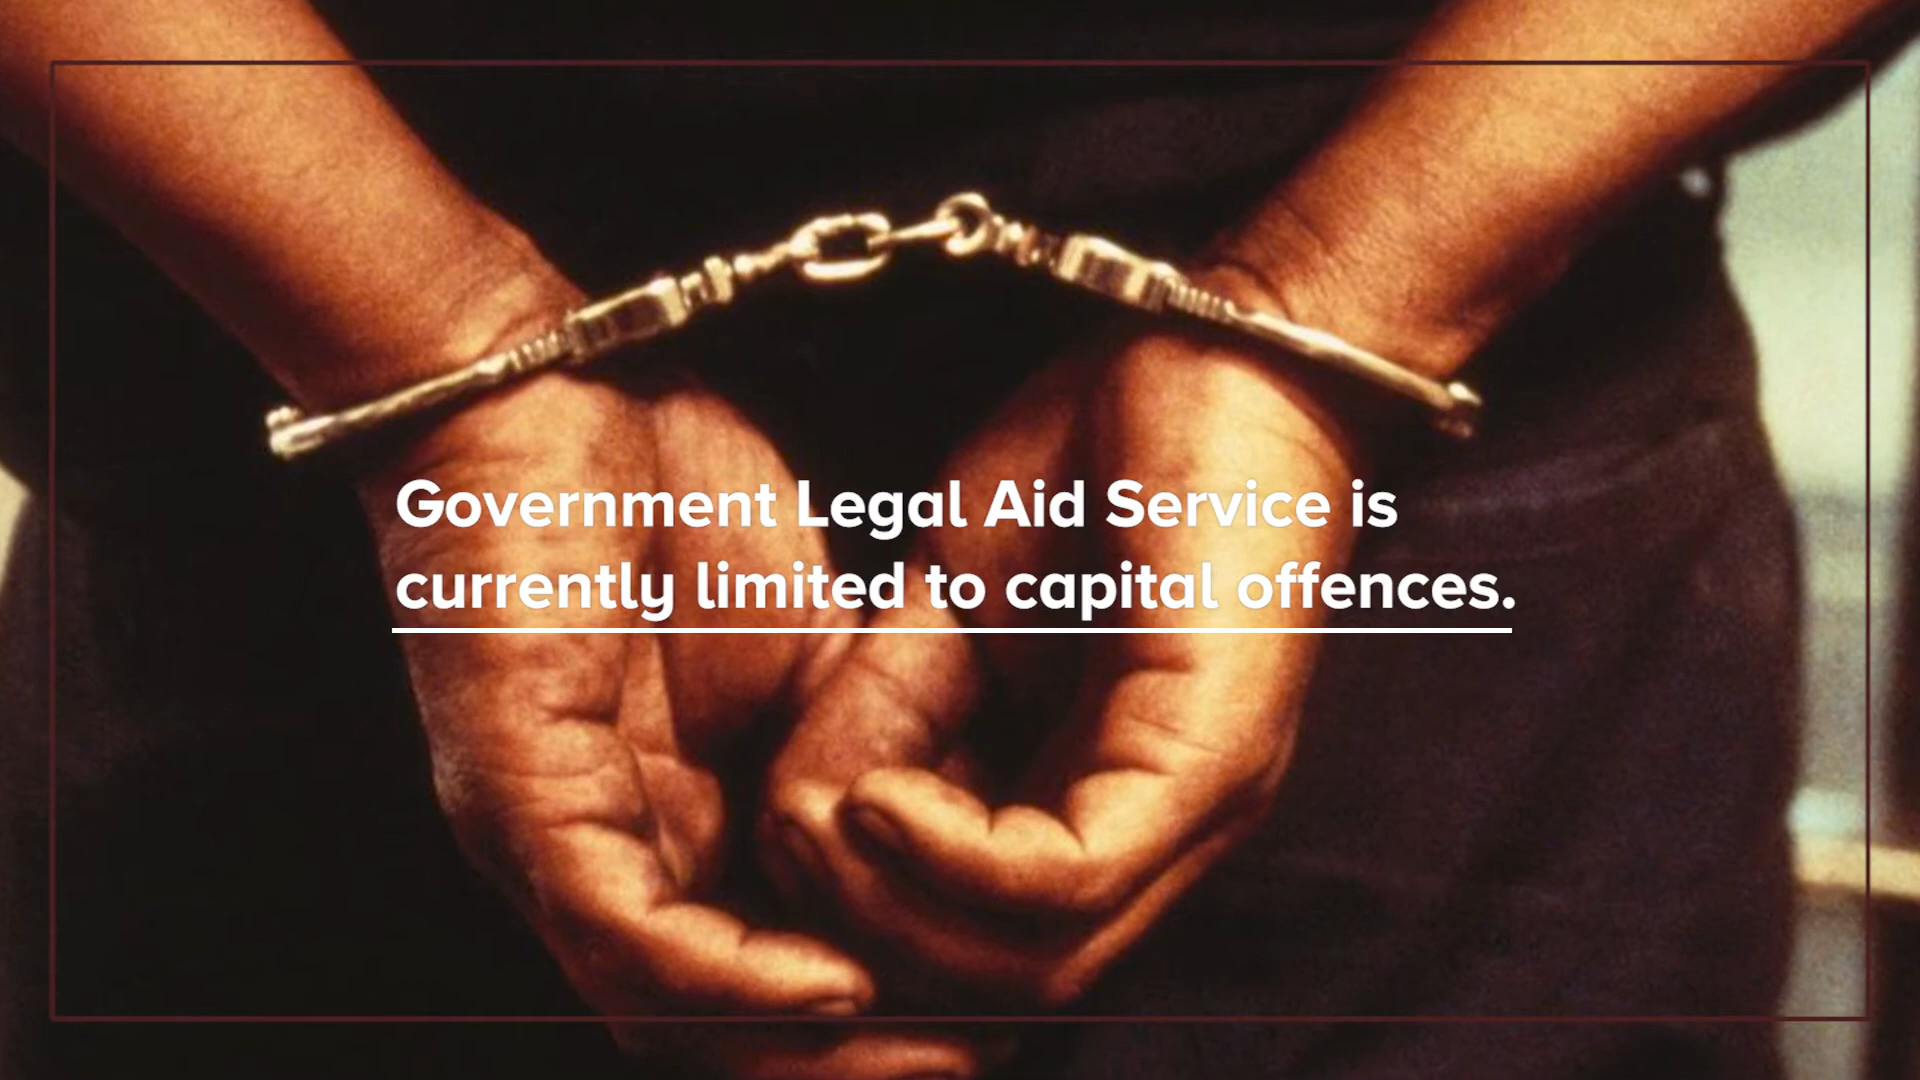 Government Legal Aid Service is
currently limited to capital offences.